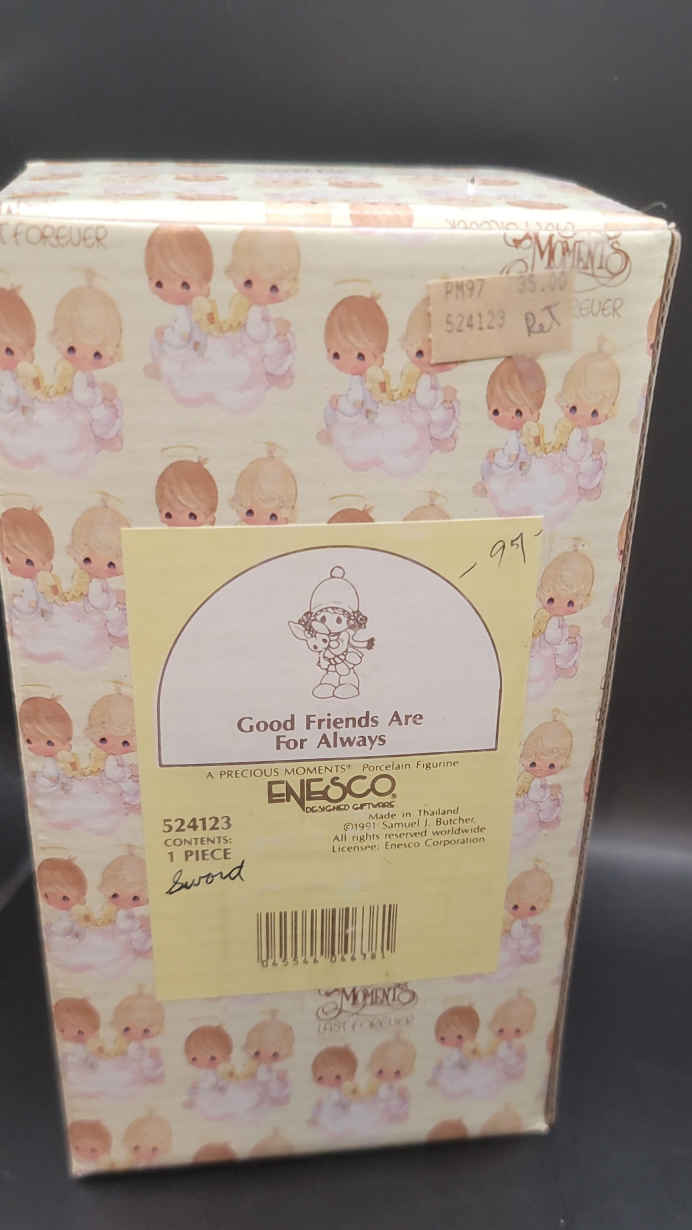 T FOREVER
MOMENTS
EVER
PM97 35.00
524123 Ret
- 97 -
Good Friends Are
For Always
A PRECIOUS MOMENTS® Porcelain Figurine
ENESCO®
DESIGNED GIFTWARE
524123
CONTENTS:
1 PIECE
Sword
Made in Thailand
©1991 Samuel J. Butcher,
All rights reserved worldwide
Licensee: Enesco Corporation
MOMENTS
LAST FOREVER